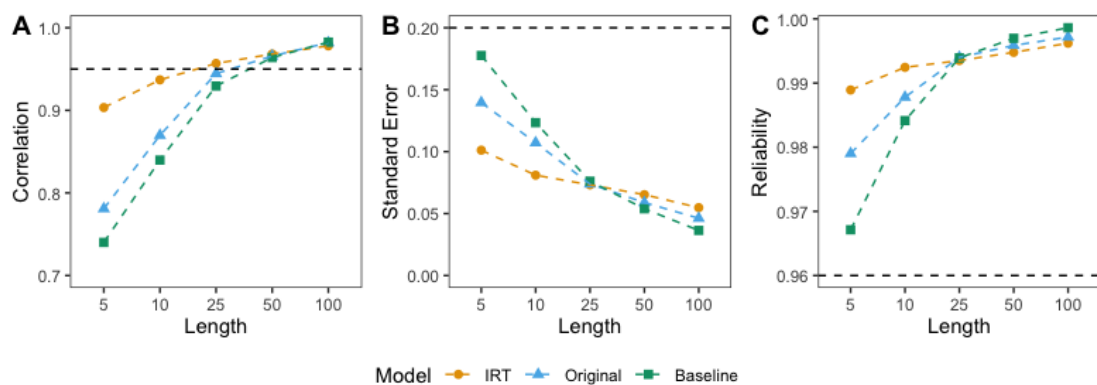 A
Correlation
1.0
0.9
0.8
0.7
5 10 25 50 100
Length
B
Standard Error
0.20
0.15
0.10
0.05
0.00
5 10 25 50 100
Length
C
Reliability
1.00
0.99
0.98
0.97
0.96
5 10 25 50 100
Length
Model IRT Original Baseline